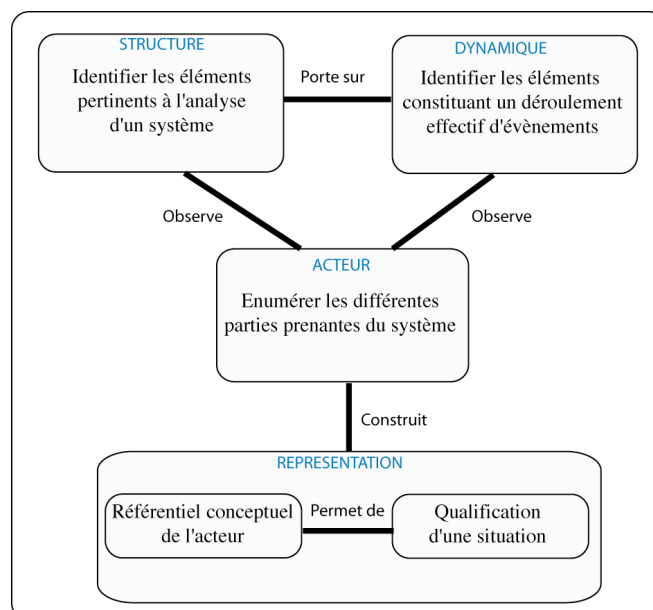 STRUCTURE
Identifier les éléments
pertinents à l'analyse
d'un système
Porte sur
DYNAMIQUE
Identifier les éléments
constituant un déroulement
effectif d'évènements
Observe
Observe
ACTEUR
Enumérer les différentes
parties prenantes du système
Construit
REPRESENTATION
Référentiel conceptuel
de l'acteur
Permet de
Qualification
d'une situation